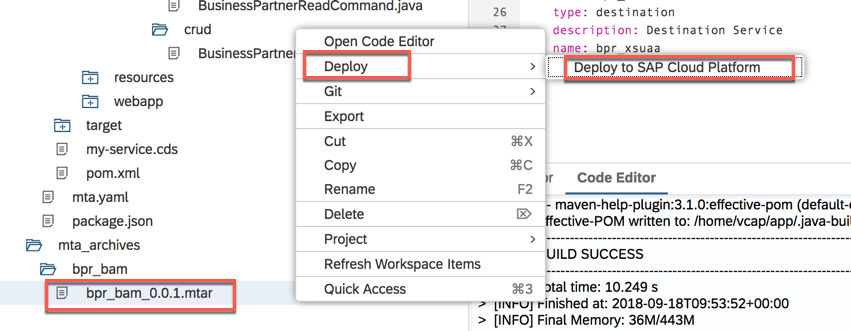 BusinessPartnerReadCommand.java
crud
BusinessPartner
resources
webapp
target
my-service.cds
pom.xml
mta.yaml
package.json
mta_archives
bpr_bam
bpr_bam_0.0.1.mtar
Open Code Editor
Deploy >
Git >
Export
Cut ⌘X
Copy ⌘C
Rename F2
Delete ⌦
Project >
Refresh Workspace Items
Quick Access ⌘3
26 type: destination
description: Destination Service
name: bpr_xsuaa
Deploy to SAP Cloud Platform
Code Editor
- maven-help-plugin:3.1.0:effective-pom (default-c
ffective-POM written to: /home/vcap/app/.java-buil
UILD SUCCESS
otal time: 10.249 s
> [INFO] Finished at: 2018-09-18T09:53:52+00:00
> [INFO] Final Memory: 36M/443M